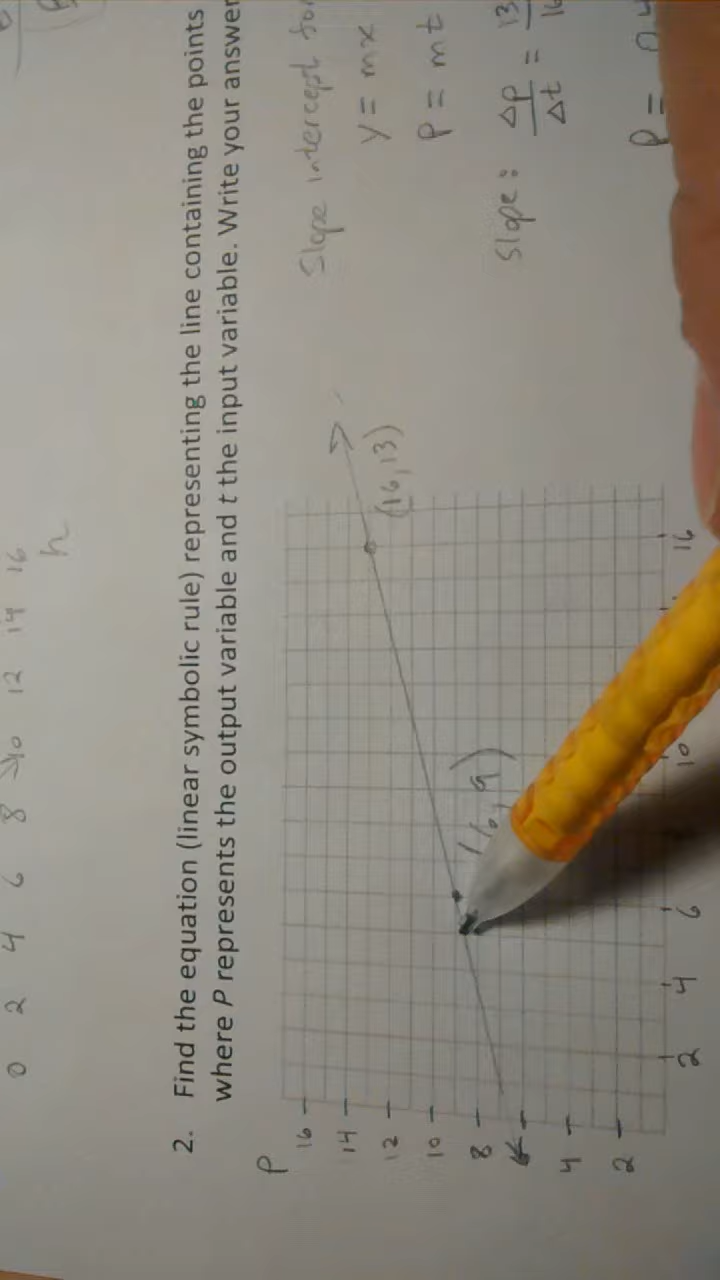 0 2 4 6 8 10 12 14 16
h
2. Find the equation (linear symbolic rule) representing the line containing the points
where P represents the output variable and t the input variable. Write your answer
P
16
14
12
10
8
6
4
2
2 4 6 10 16
(6, 9)
(16, 13)
Slope intercept for
y = mx
P = mt
Slope: ΔP/Δt = 13/16
P =